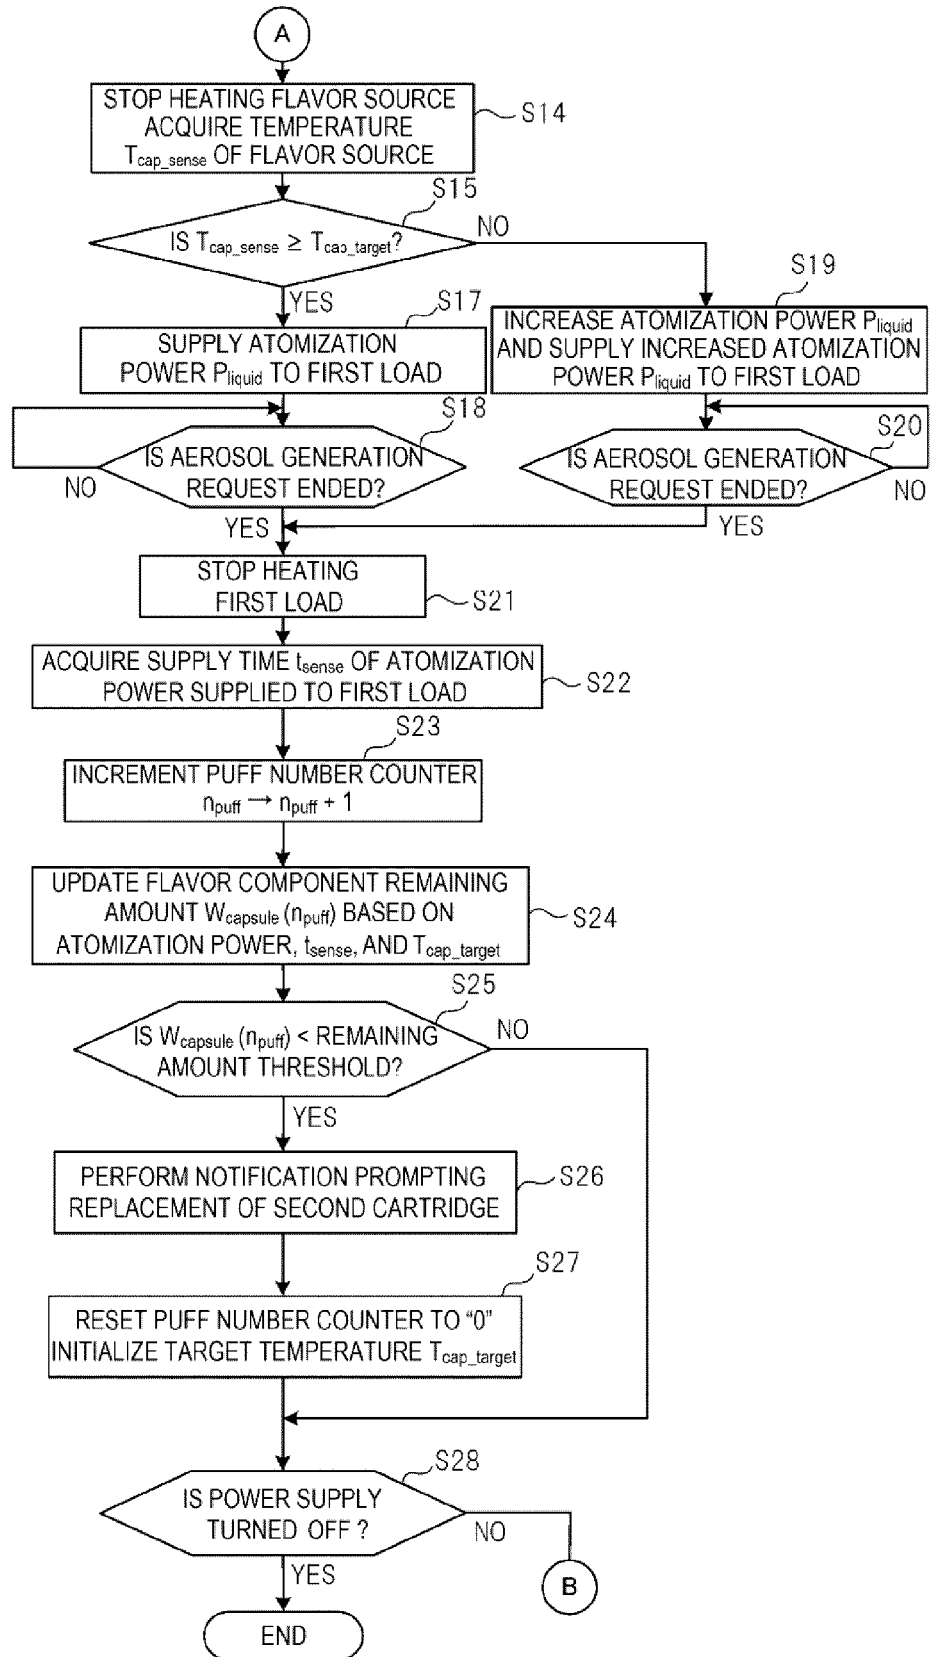 A
STOP HEATING FLAVOR SOURCE
ACQUIRE TEMPERATURE
Tcap_sense OF FLAVOR SOURCE
S14
S15
IS Tcap_sense ≥ Tcap_target?
NO
YES
S17
SUPPLY ATOMIZATION
POWER Pliquid TO FIRST LOAD
S19
INCREASE ATOMIZATION POWER Pliquid
AND SUPPLY INCREASED ATOMIZATION
POWER Pliquid TO FIRST LOAD
S18
IS AEROSOL GENERATION
REQUEST ENDED?
NO
YES
S20
IS AEROSOL GENERATION
REQUEST ENDED?
NO
YES
STOP HEATING
FIRST LOAD
S21
ACQUIRE SUPPLY TIME tsense OF ATOMIZATION
POWER SUPPLIED TO FIRST LOAD
S22
S23
INCREMENT PUFF NUMBER COUNTER
npuff → npuff + 1
UPDATE FLAVOR COMPONENT REMAINING
AMOUNT Wcapsule (npuff) BASED ON
ATOMIZATION POWER, tsense, AND Tcap_target
S24
S25
IS Wcapsule (npuff) < REMAINING
AMOUNT THRESHOLD?
NO
YES
PERFORM NOTIFICATION PROMPTING
REPLACEMENT OF SECOND CARTRIDGE
S26
S27
RESET PUFF NUMBER COUNTER TO “0”
INITIALIZE TARGET TEMPERATURE Tcap_target
S28
IS POWER SUPPLY
TURNED OFF ?
NO
YES
B
END